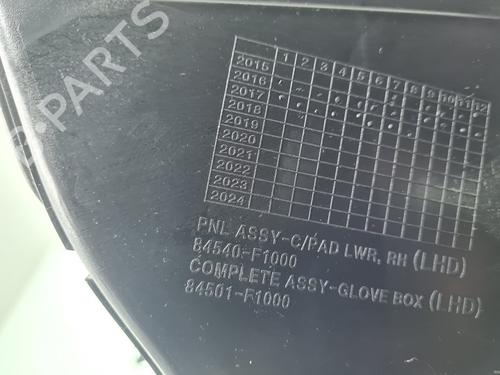 B-PARTS
1 2 3 4 5 6 7 8 9 10 11 12
2015
2016
2017
2018
2019
2020
2021
2022
2023
2024
PNL ASSY-C/PAD LWR, RH (LHD)
84540-F1000
COMPLETE ASSY-GLOVE BOX (LHD)
84501-F1000